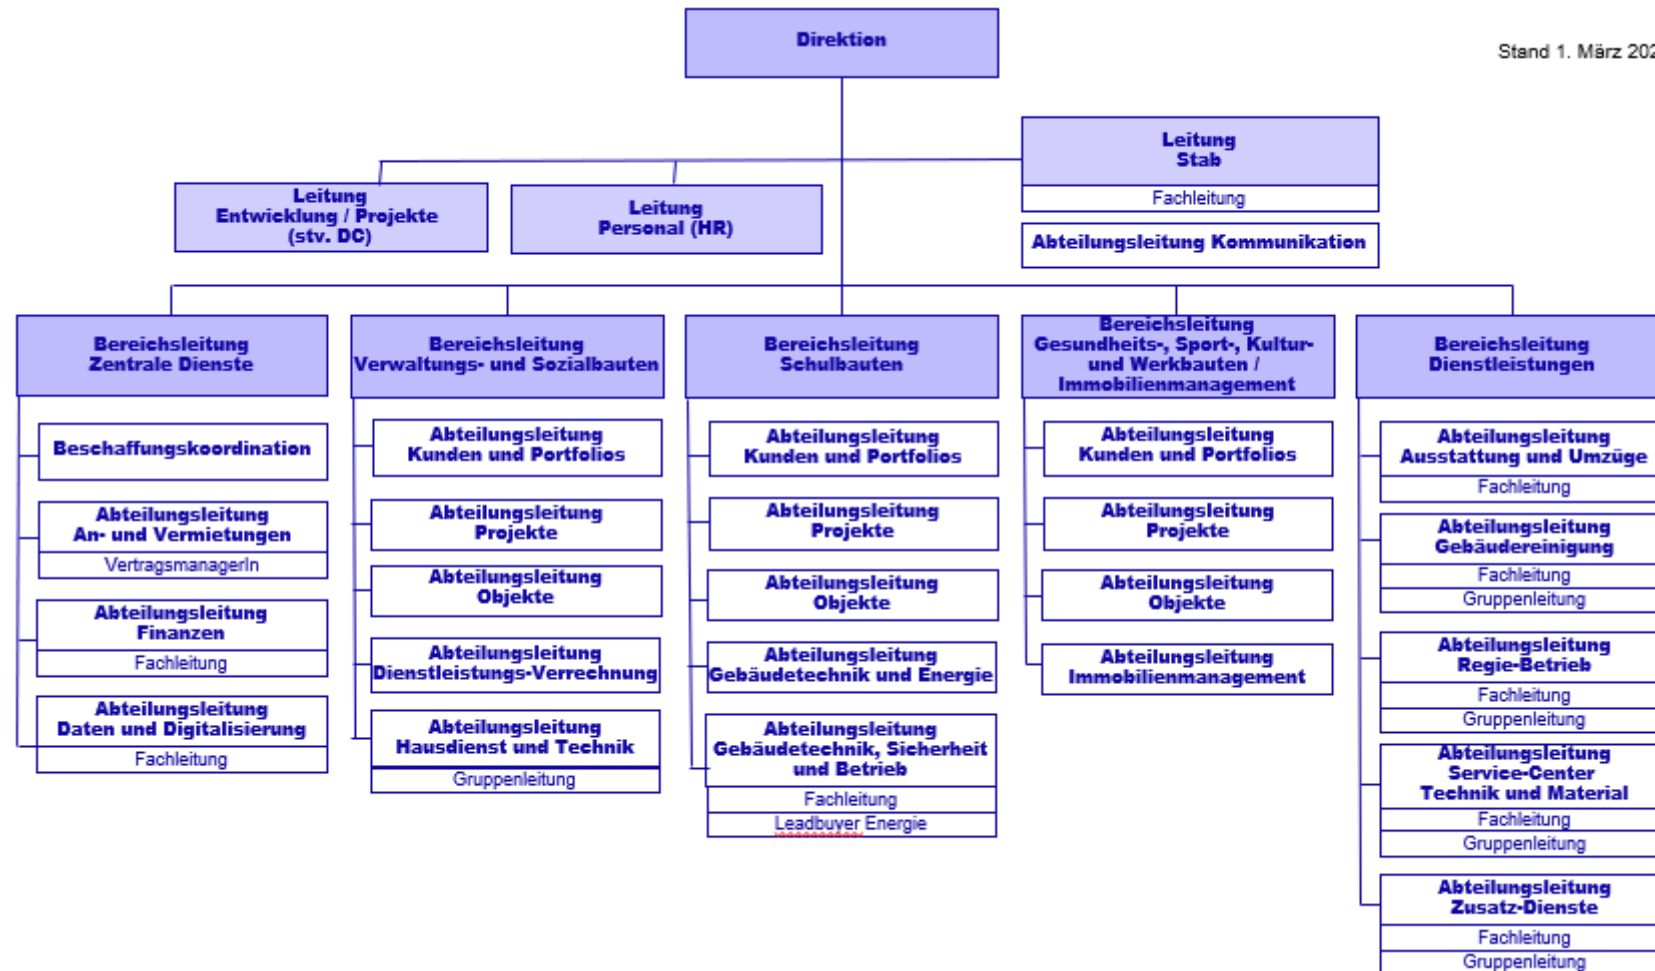 Direktion
Stand 1. März 202
Leitung
Stab
Fachleitung
Abteilungsleitung Kommunikation
Leitung
Entwicklung / Projekte
(stv. DC)
Leitung
Personal (HR)
Bereichsleitung
Zentrale Dienste
Beschaffungskoordination
Abteilungsleitung
An- und Vermietungen
VertragsmanagerIn
Abteilungsleitung
Finanzen
Fachleitung
Abteilungsleitung
Daten und Digitalisierung
Fachleitung
Bereichsleitung
Verwaltungs- und Sozialbauten
Abteilungsleitung
Kunden und Portfolios
Abteilungsleitung
Projekte
Abteilungsleitung
Objekte
Abteilungsleitung
Dienstleistungs-Verrechnung
Abteilungsleitung
Hausdienst und Technik
Gruppenleitung
Bereichsleitung
Schulbauten
Abteilungsleitung
Kunden und Portfolios
Abteilungsleitung
Projekte
Abteilungsleitung
Objekte
Abteilungsleitung
Gebäudetechnik und Energie
Abteilungsleitung
Gebäudetechnik, Sicherheit
und Betrieb
Fachleitung
Leadbuyer Energie
Bereichsleitung
Gesundheits-, Sport-, Kultur-
und Werkbauten /
Immobilienmanagement
Abteilungsleitung
Kunden und Portfolios
Abteilungsleitung
Projekte
Abteilungsleitung
Objekte
Abteilungsleitung
Immobilienmanagement
Bereichsleitung
Dienstleistungen
Abteilungsleitung
Ausstattung und Umzüge
Fachleitung
Abteilungsleitung
Gebäudereinigung
Fachleitung
Gruppenleitung
Abteilungsleitung
Regie-Betrieb
Fachleitung
Gruppenleitung
Abteilungsleitung
Service-Center
Technik und Material
Fachleitung
Gruppenleitung
Abteilungsleitung
Zusatz-Dienste
Fachleitung
Gruppenleitung